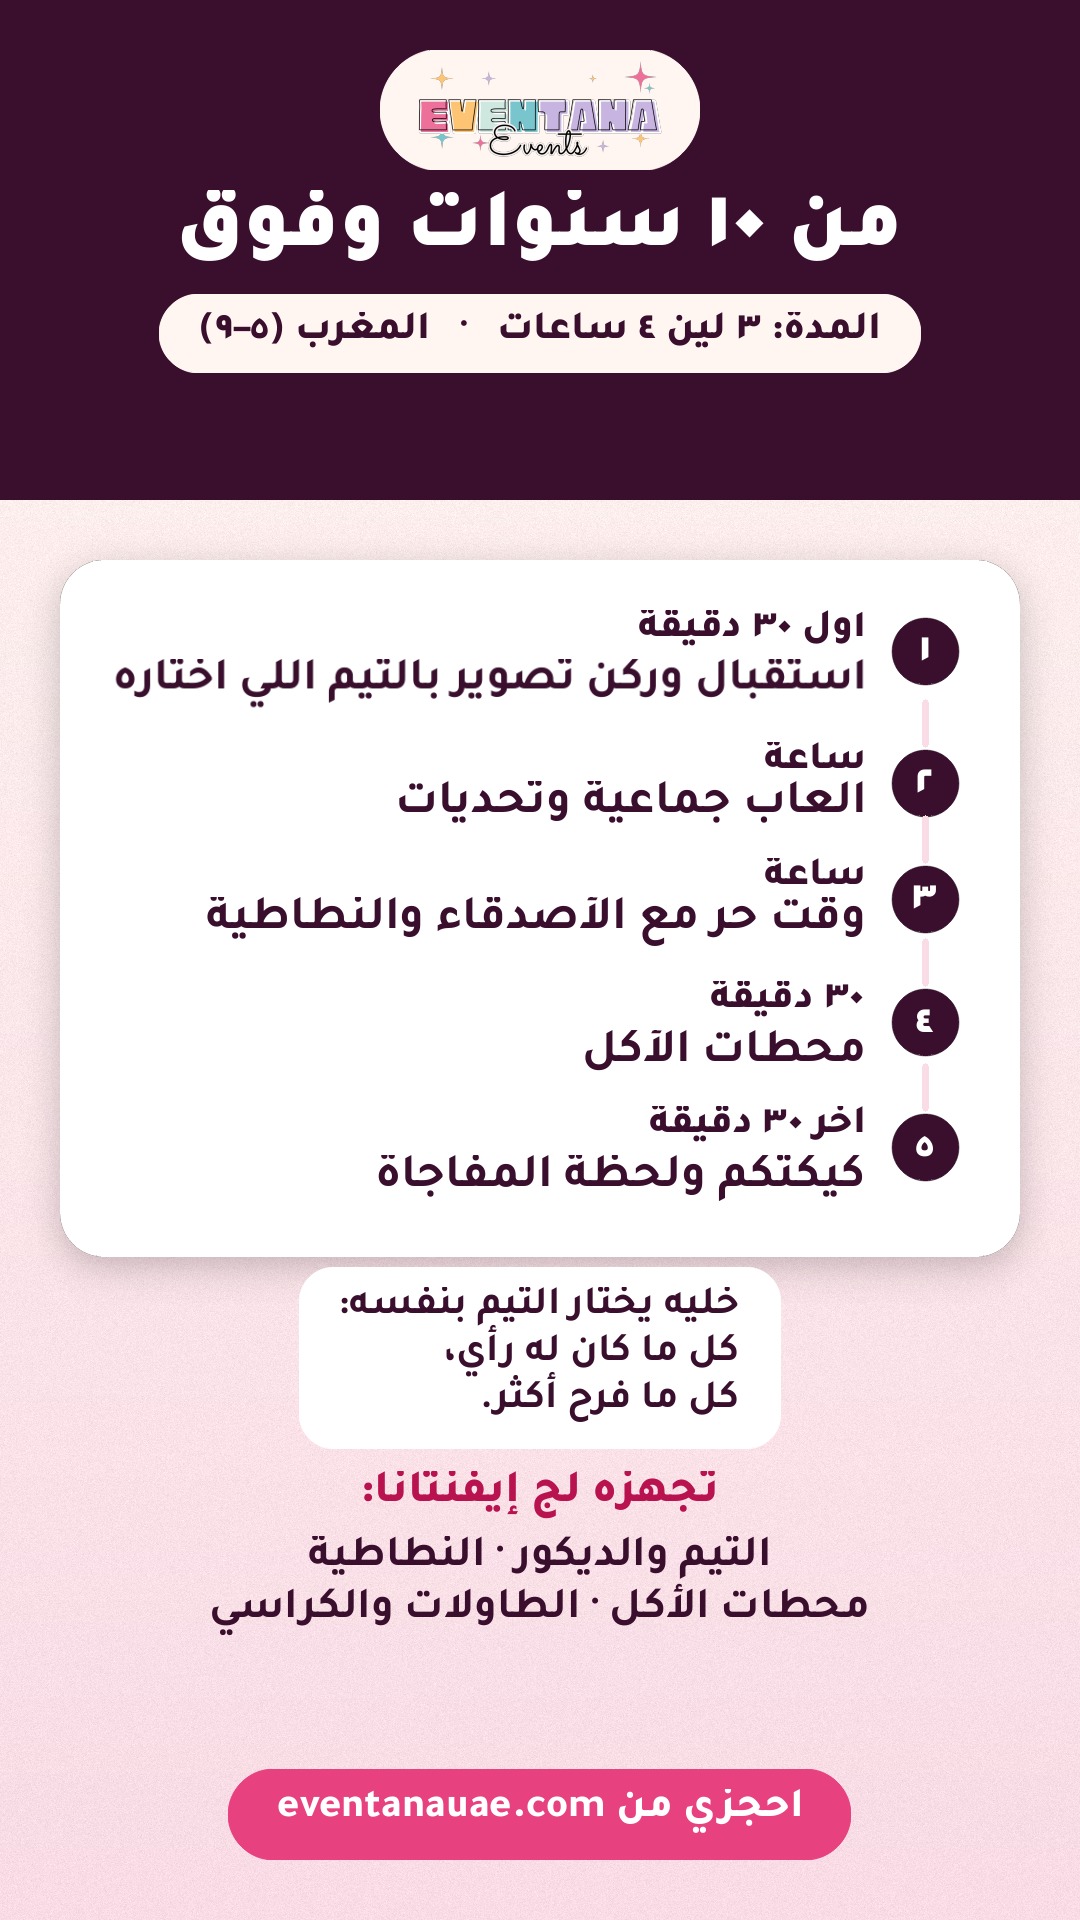 EVENTANA
Events
من ١٠ سنوات وفوق
المدة: ٣ لين ٤ ساعات · المغرب (٥–٩)
١
اول ٣٠ دقيقة
استقبال وركن تصوير بالتيم اللي اختاره
٢
ساعة
العاب جماعية وتحديات
٣
ساعة
وقت حر مع الأصدقاء والنطاطية
٤
٣٠ دقيقة
محطات الأكل
٥
اخر ٣٠ دقيقة
كيكتكم ولحظة المفاجاة
خليه يختار التيم بنفسه:
كل ما كان له رأي،
كل ما فرح أكثر.
تجهزه لج إيفنتانا:
التيم والديكور · النطاطية
محطات الأكل · الطاولات والكراسي
احجزي من eventanauae.com